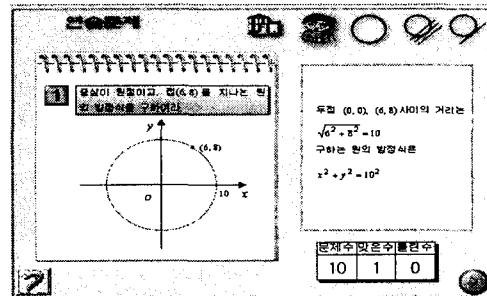 연습문제
1 중심이 원점이고, 점(6, 8)를 지나는 원
의 방정식을 구하여라
y
(6, 8)
O
10
x
두점 (0, 0), (6, 8) 사이의 거리는
√6² + 8² = 10
구하는 원의 방정식은
x² + y² = 10²
문제수 맞은수 틀린수
10 1 0